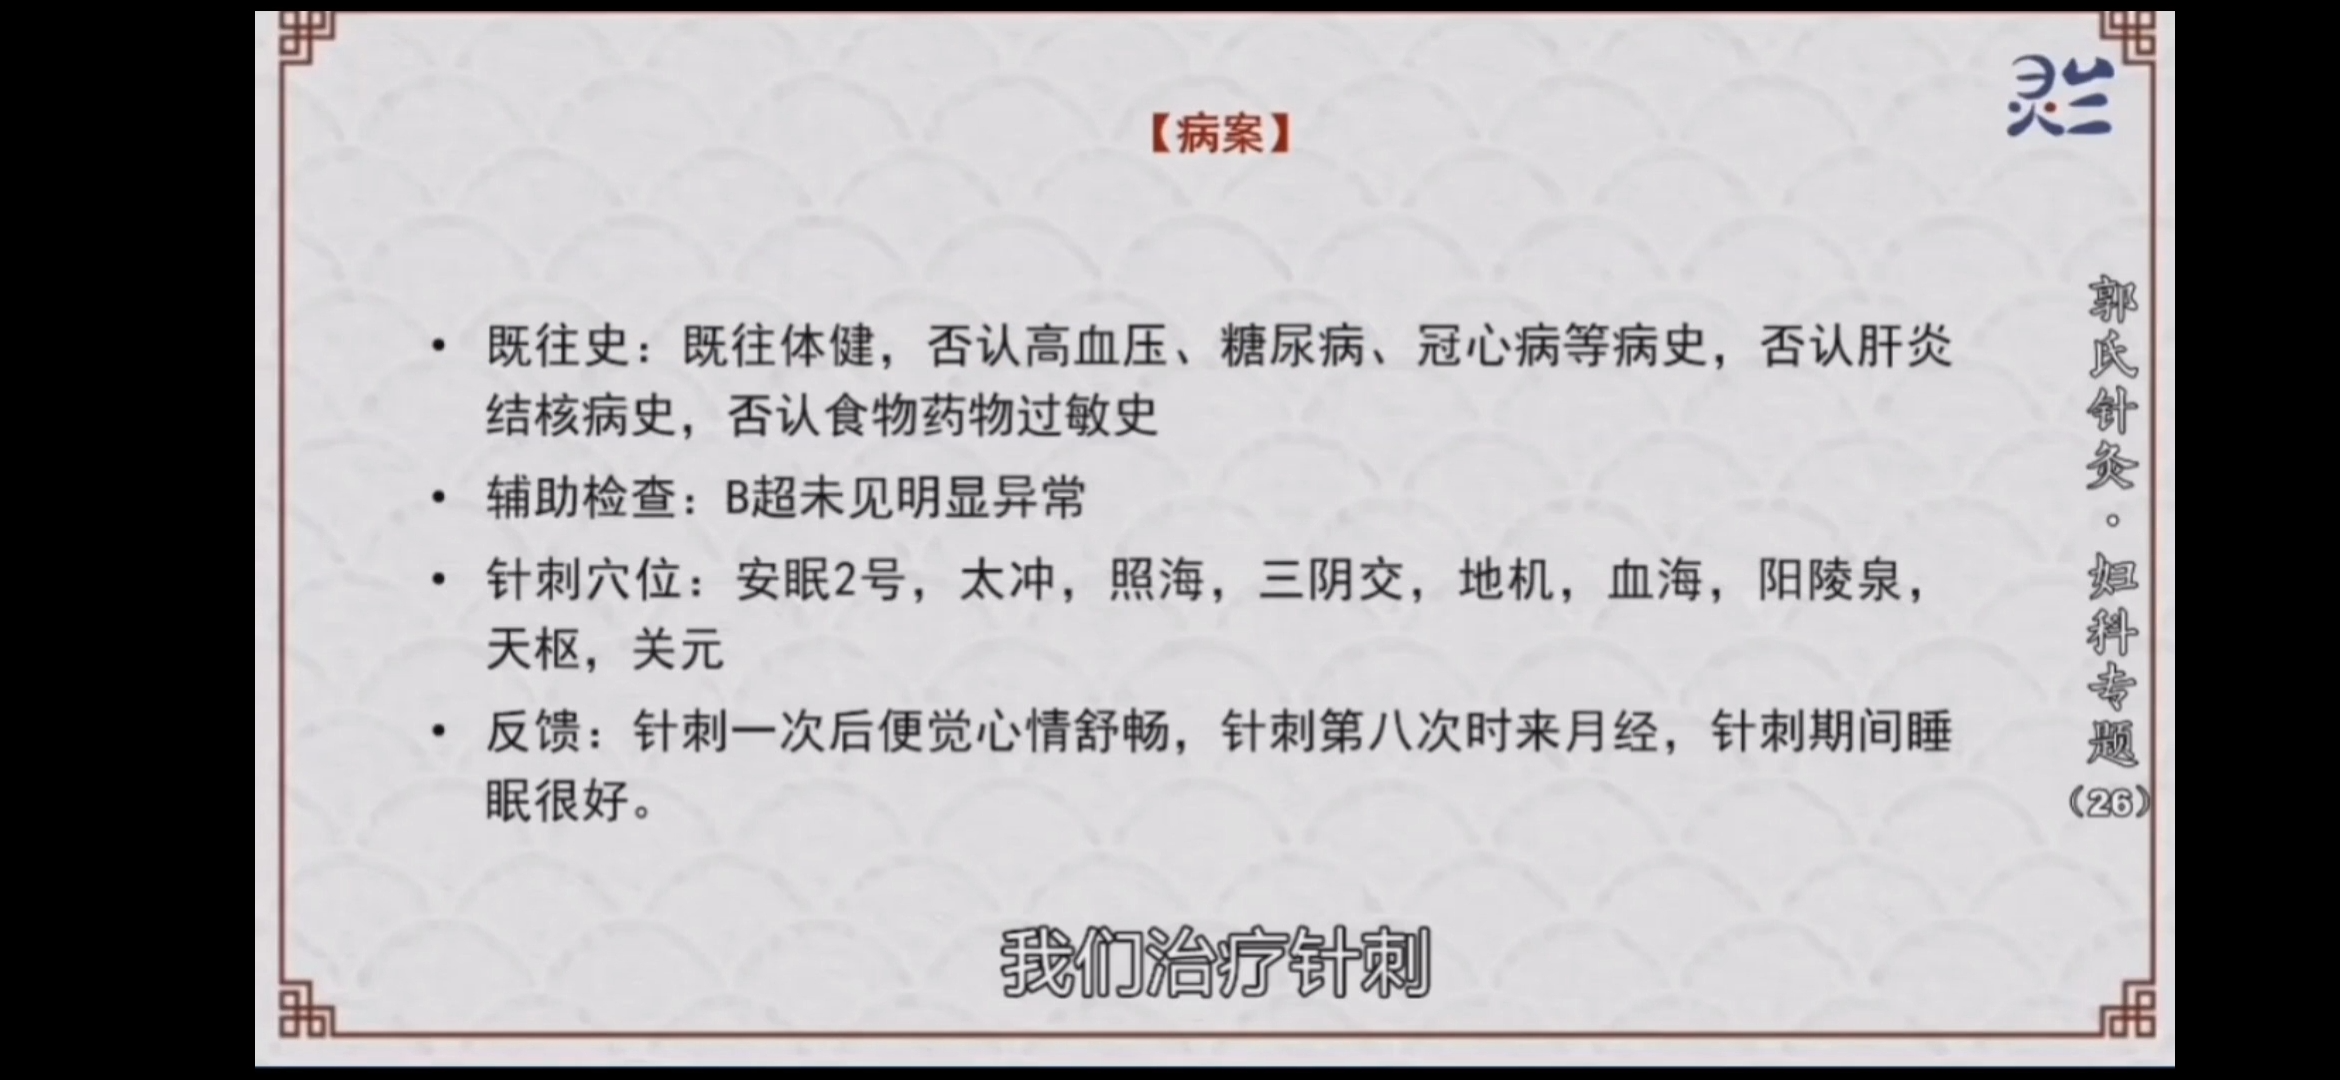 【病案】
灵兰
• 既往史：既往体健，否认高血压、糖尿病、冠心病等病史，否认肝炎
结核病史，否认食物药物过敏史
• 辅助检查：B超未见明显异常
• 针刺穴位：安眠2号，太冲，照海，三阴交，地机，血海，阳陵泉，
天枢，关元
• 反馈：针刺一次后便觉心情舒畅，针刺第八次时来月经，针刺期间睡
眠很好。
郭氏针灸·妇科专题（26）
我们治疗针刺